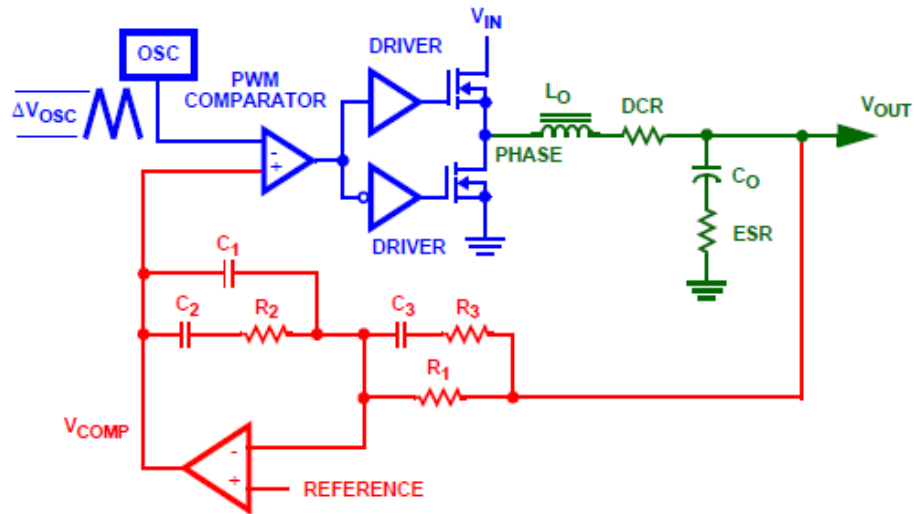 V_IN
OSC
DRIVER
PWM
COMPARATOR
ΔV_OSC
L_O
DCR
V_OUT
-
+
PHASE
C_O
DRIVER
ESR
C_1
C_2
R_2
C_3
R_3
R_1
V_COMP
-
+
REFERENCE